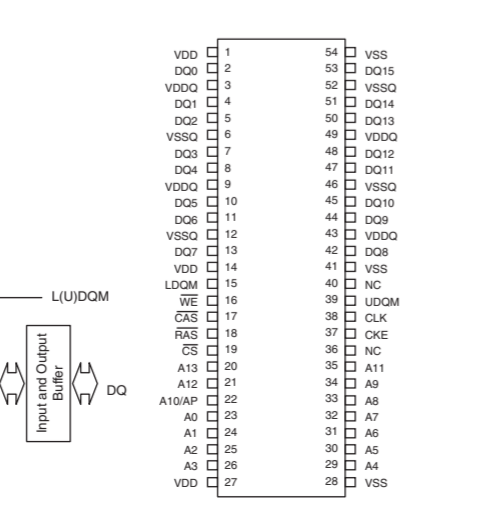 VDD 1 54 VSS
DQ0 2 53 DQ15
VDDQ 3 52 VSSQ
DQ1 4 51 DQ14
DQ2 5 50 DQ13
VSSQ 6 49 VDDQ
DQ3 7 48 DQ12
DQ4 8 47 DQ11
VDDQ 9 46 VSSQ
DQ5 10 45 DQ10
DQ6 11 44 DQ9
VSSQ 12 43 VDDQ
DQ7 13 42 DQ8
VDD 14 41 VSS
LDQM 15 40 NC
W̅E̅ 16 39 UDQM
C̅A̅S̅ 17 38 CLK
R̅A̅S̅ 18 37 CKE
C̅S̅ 19 36 NC
A13 20 35 A11
A12 21 34 A9
A10/AP 22 33 A8
A0 23 32 A7
A1 24 31 A6
A2 25 30 A5
A3 26 29 A4
VDD 27 28 VSS
L(U)DQM
Input and Output
Buffer
DQ